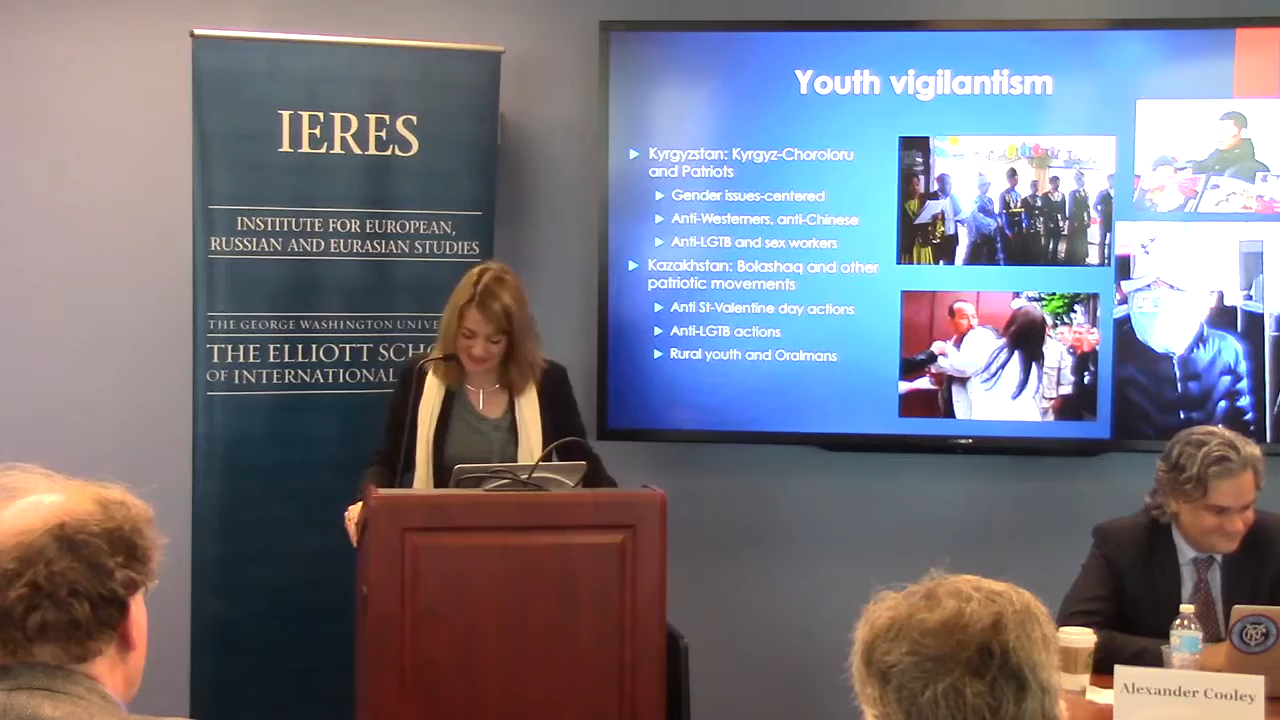 IERES
INSTITUTE FOR EUROPEAN,
RUSSIAN AND EURASIAN STUDIES
THE GEORGE WASHINGTON
THE ELLIOTT
OF INTERNATIONAL
Youth vigilantism
Kyrgyzstan: Kyrgyz-Choroloru
and Patriots
Gender issues-centered
Anti-Westerners, anti-Chinese
Anti-LGTB and sex workers
Kazakhstan: Bolashaq and other
patriotic movements
Anti St-Valentine day actions
Anti-LGTB actions
Rural youth and Oralmans
Alexander Cooley